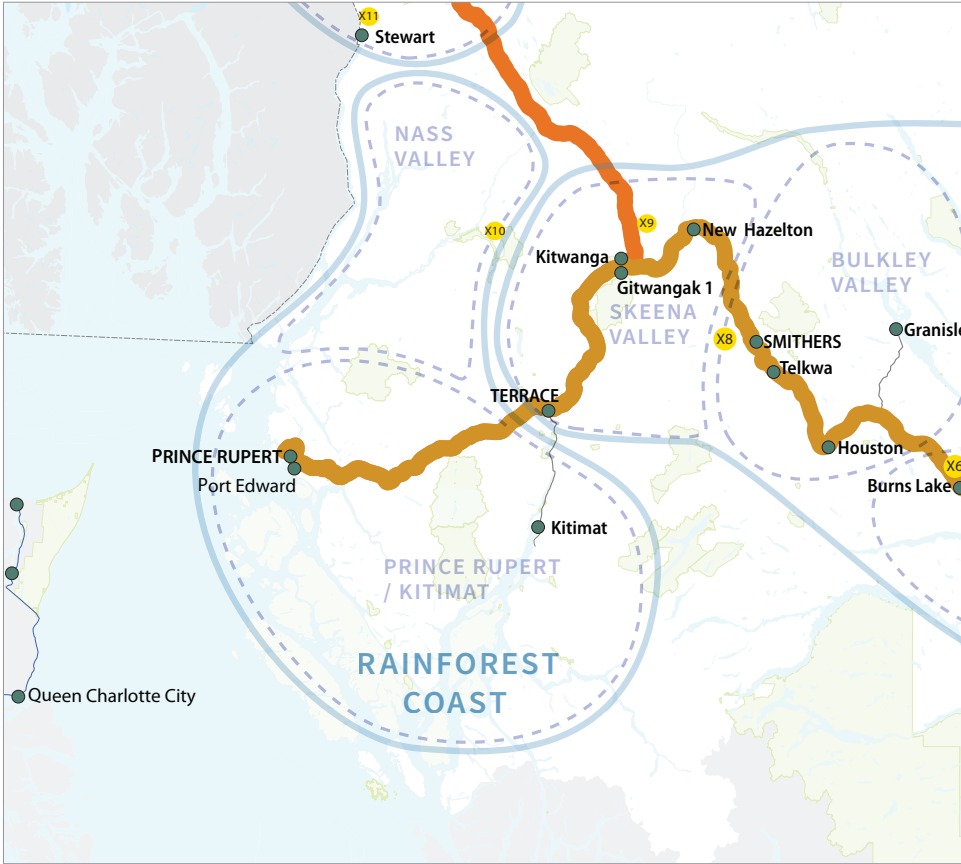 X11
Stewart
NASS
VALLEY
X10
X9
New Hazelton
Kitwanga
Gitwangak 1
BULKLEY
VALLEY
SKEENA
VALLEY
X8
SMITHERS
Granisle
Telkwa
TERRACE
Houston
PRINCE RUPERT
Port Edward
X6
Burns Lake
Kitimat
PRINCE RUPERT
/ KITIMAT
RAINFOREST
COAST
Queen Charlotte City